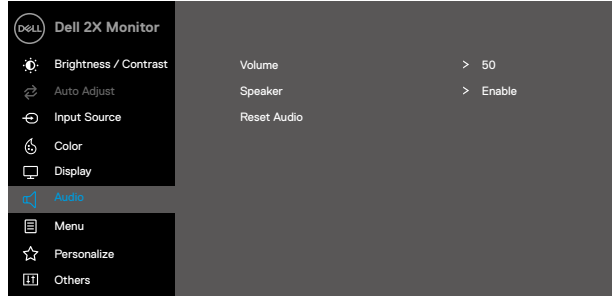 DELL Dell 2X Monitor
Brightness / Contrast
Volume > 50
Auto Adjust
Speaker > Enable
Input Source
Reset Audio
Color
Display
Audio
Menu
Personalize
Others